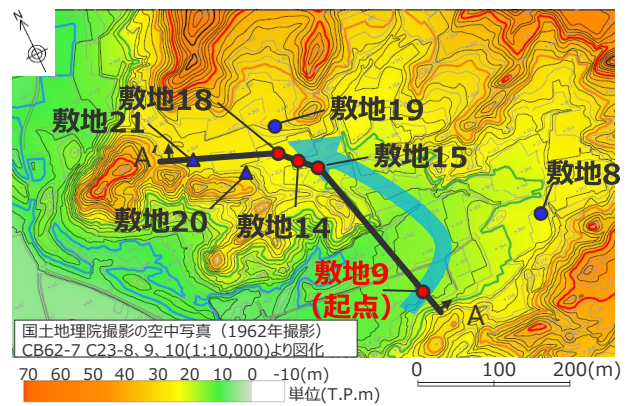 N
敷地18
敷地19
敷地21
A'
敷地15
敷地8
敷地20
敷地14
敷地9
(起点)
A
国土地理院撮影の空中写真(1962年撮影)
CB62-7 C23-8、9、10(1:10,000)より図化
70 60 50 40 30 20 10 0 -10(m)
単位(T.P.m)
0 100 200(m)